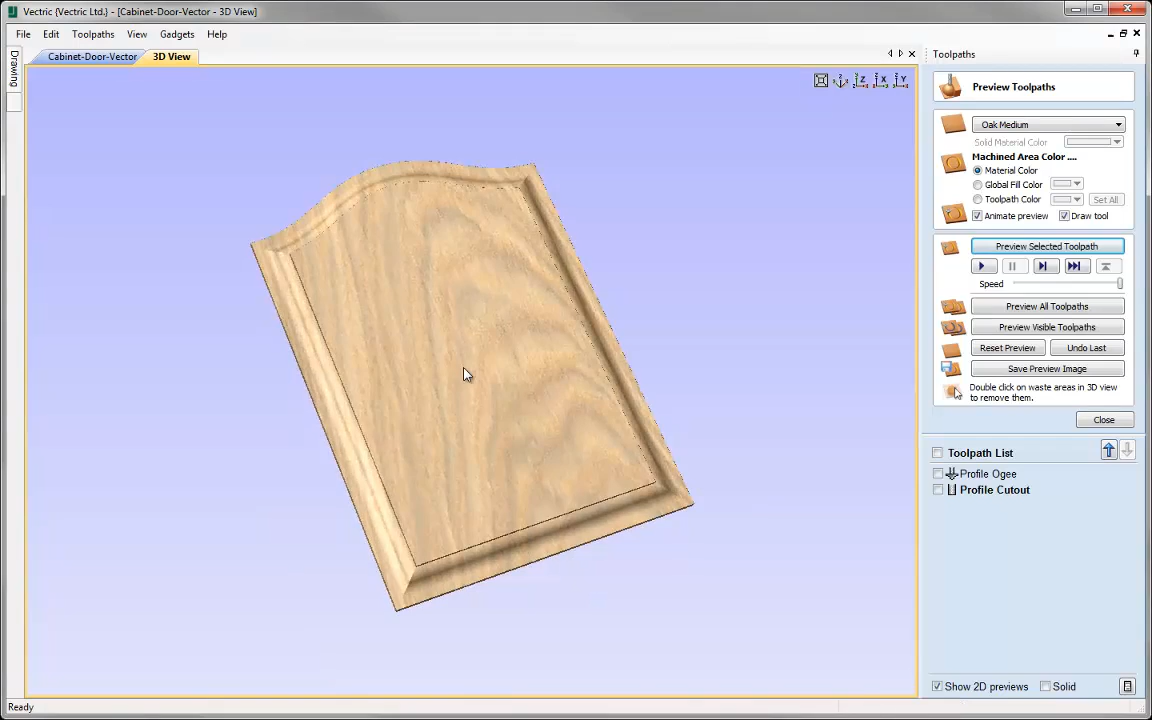 Vectric {Vectric Ltd.} - [Cabinet-Door-Vector - 3D View]
File Edit Toolpaths View Gadgets Help
Drawing
Cabinet-Door-Vector 3D View
Z X Y
Toolpaths
Preview Toolpaths
Oak Medium
Solid Material Color
Machined Area Color ....
Material Color
Global Fill Color
Toolpath Color Set All
Animate preview Draw tool
Preview Selected Toolpath
Speed
Preview All Toolpaths
Preview Visible Toolpaths
Reset Preview Undo Last
Save Preview Image
Double click on waste areas in 3D view
to remove them.
Close
Toolpath List
Profile Ogee
Profile Cutout
Show 2D previews Solid
Ready